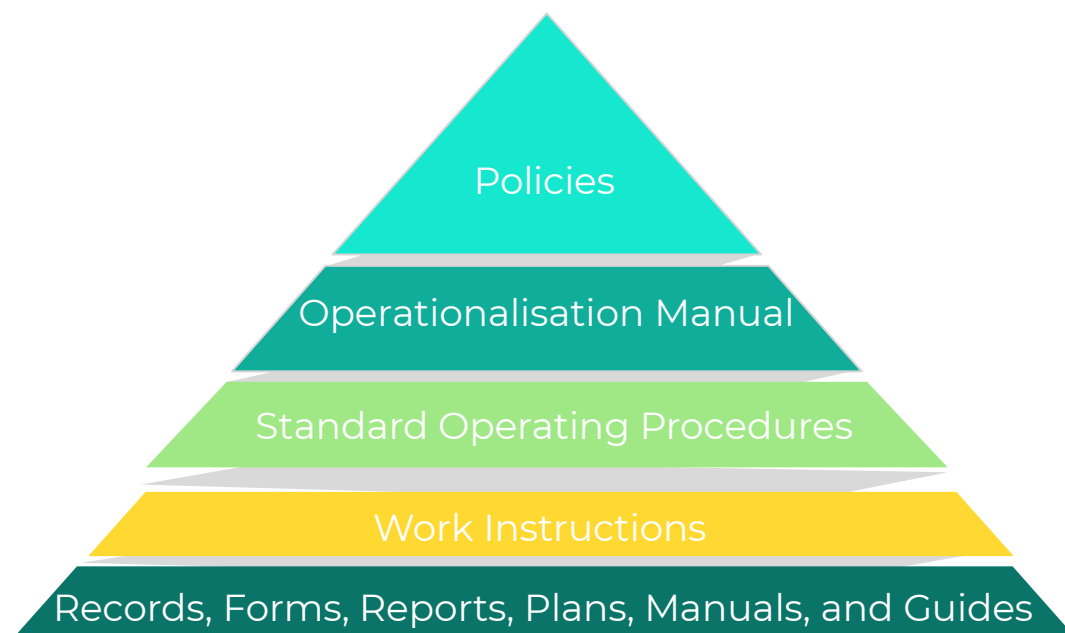 Policies
Operationalisation Manual
Standard Operating Procedures
Work Instructions
Records, Forms, Reports, Plans, Manuals, and Guides